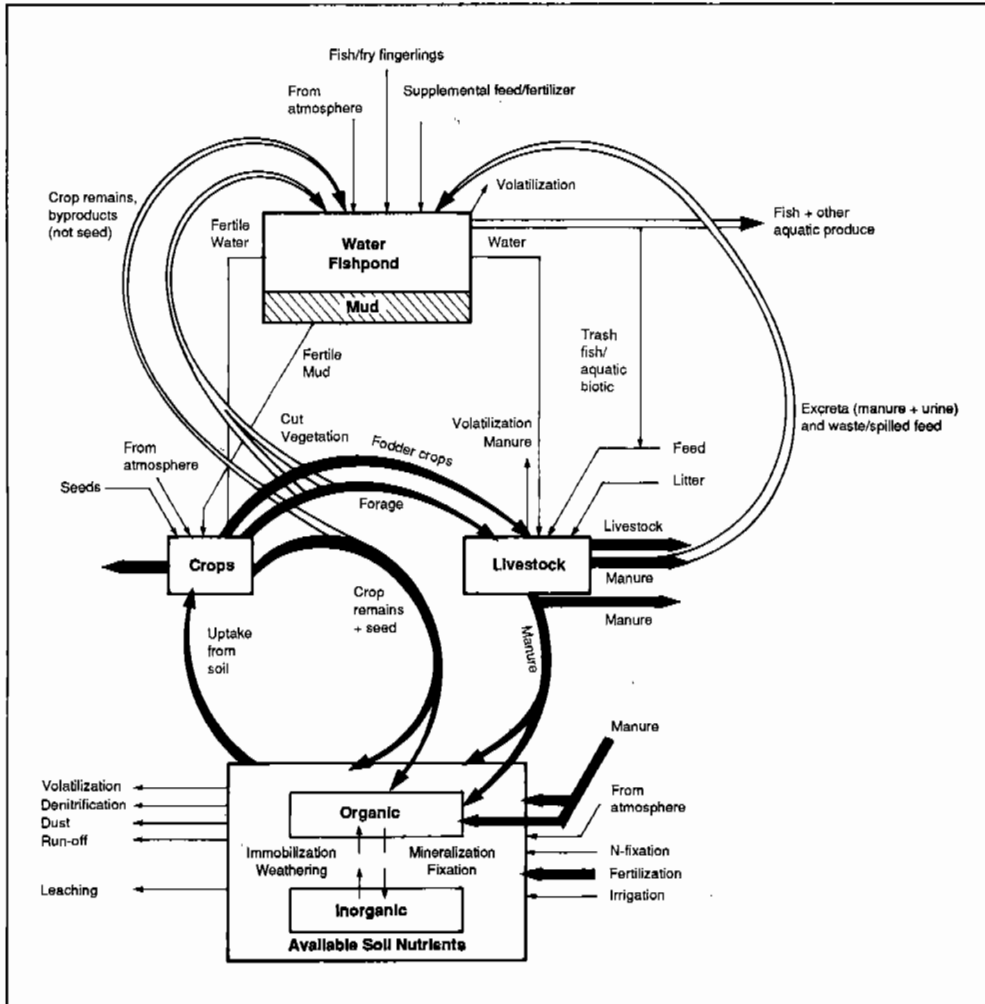 Fish/fry fingerlings
From
atmosphere
Supplemental feed/fertilizer
Volatilization
Crop remains,
byproducts
(not seed)
Fertile
Water
Water
Fishpond
Water
Fish + other
aquatic produce
Mud
Fertile
Mud
Trash
fish/
aquatic
biotic
Cut
Vegetation
Volatilization
Manure
Excreta (manure + urine)
and waste/spilled feed
From
atmosphere
Fodder crops
Feed
Seeds
Forage
Litter
Livestock
Crops
Livestock
Manure
Crop
remains
+ seed
Manure
Manure
Uptake
from
soil
Manure
Volatilization
Denitrification
Dust
Run-off
Organic
From
atmosphere
Immobilization
Weathering
Mineralization
Fixation
N-fixation
Fertilization
Leaching
Irrigation
Inorganic
Available Soil Nutrients